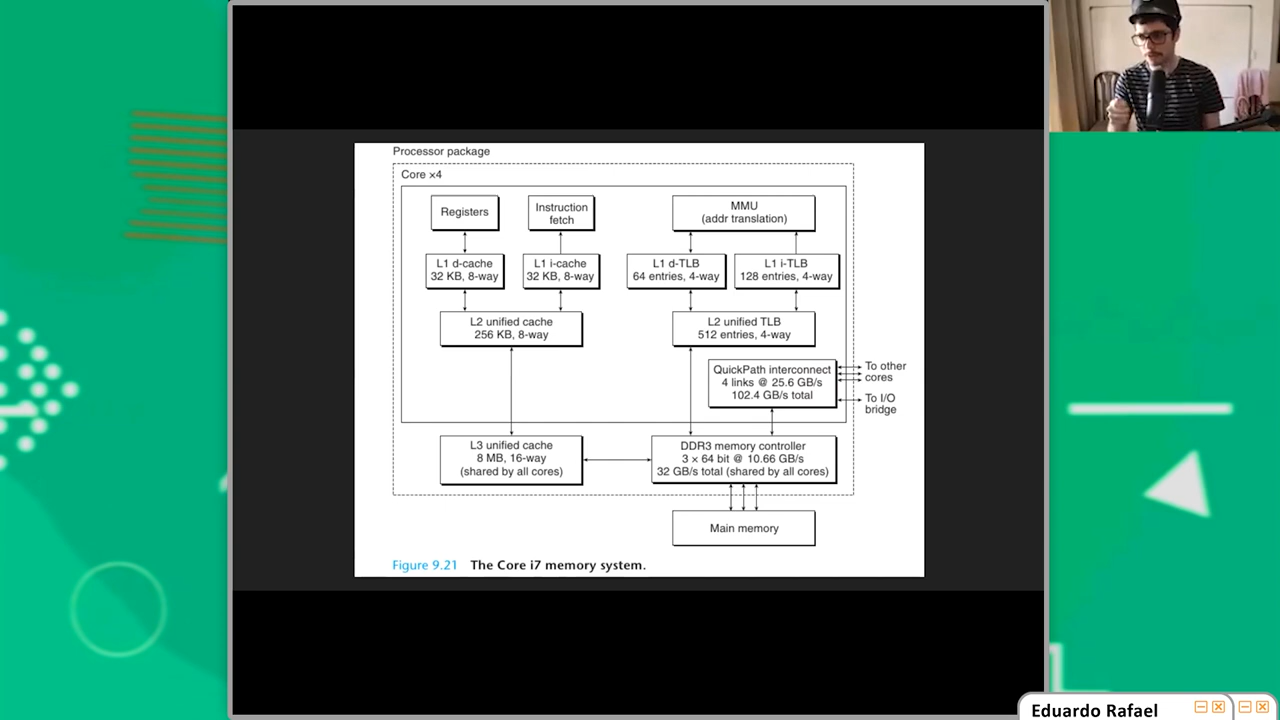 Processor package
Core ×4
Registers
Instruction
fetch
MMU
(addr translation)
L1 d-cache
32 KB, 8-way
L1 i-cache
32 KB, 8-way
L1 d-TLB
64 entries, 4-way
L1 i-TLB
128 entries, 4-way
L2 unified cache
256 KB, 8-way
L2 unified TLB
512 entries, 4-way
QuickPath interconnect
4 links @ 25.6 GB/s
102.4 GB/s total
To other
cores
To I/O
bridge
L3 unified cache
8 MB, 16-way
(shared by all cores)
DDR3 memory controller
3 × 64 bit @ 10.66 GB/s
32 GB/s total (shared by all cores)
Main memory
Figure 9.21 The Core i7 memory system.
Eduardo Rafael